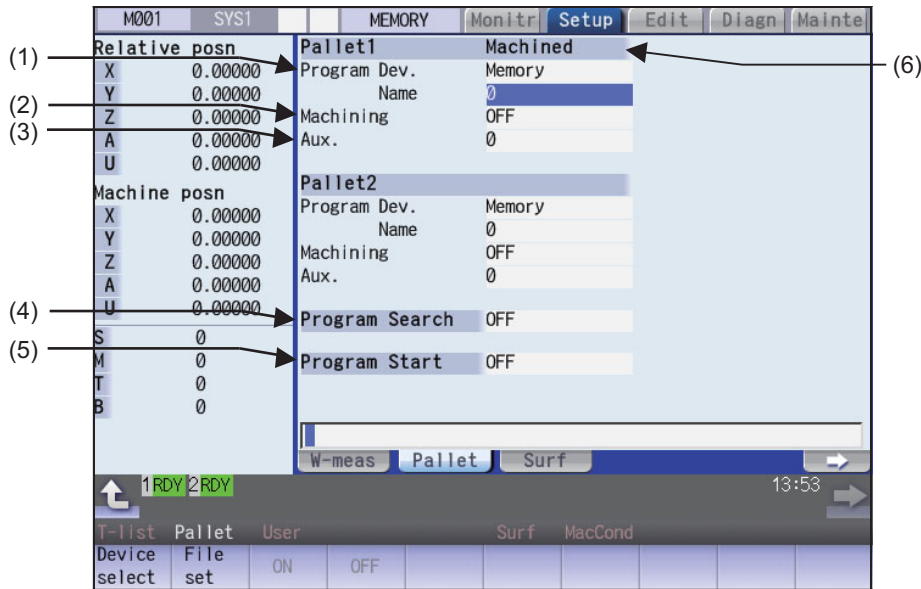 M001 SYS1 MEMORY Monitr Setup Edit Diagn Mainte
Relative posn
X 0.00000
Y 0.00000
Z 0.00000
A 0.00000
U 0.00000
Machine posn
X 0.00000
Y 0.00000
Z 0.00000
A 0.00000
U 0.00000
S 0
M 0
T 0
B 0
Pallet1 Machined
Program Dev. Memory
Name 0
Machining OFF
Aux. 0
Pallet2
Program Dev. Memory
Name 0
Machining OFF
Aux. 0
Program Search OFF
Program Start OFF
W-meas Pallet Surf
1 RDY 2 RDY 13:53
T-list Pallet User Surf MacCond
Device select File set ON OFF
(1)
(2)
(3)
(4)
(5)
(6)